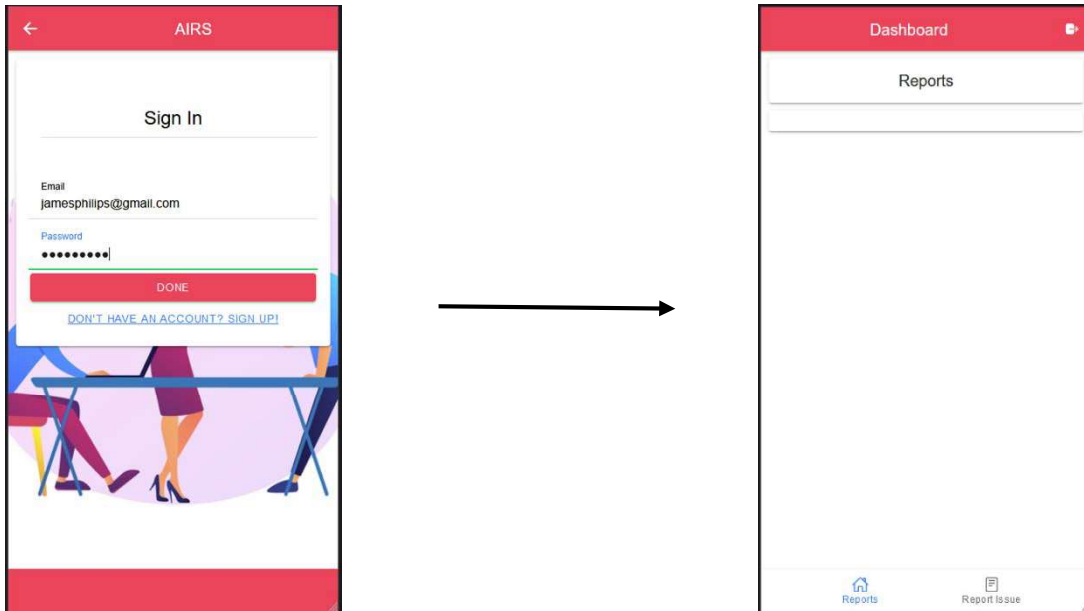 AIRS
Sign In
Email
jamesphilips@gmail.com
Password
DONE
DON'T HAVE AN ACCOUNT? SIGN UP!
Dashboard
Reports
Reports
Report Issue